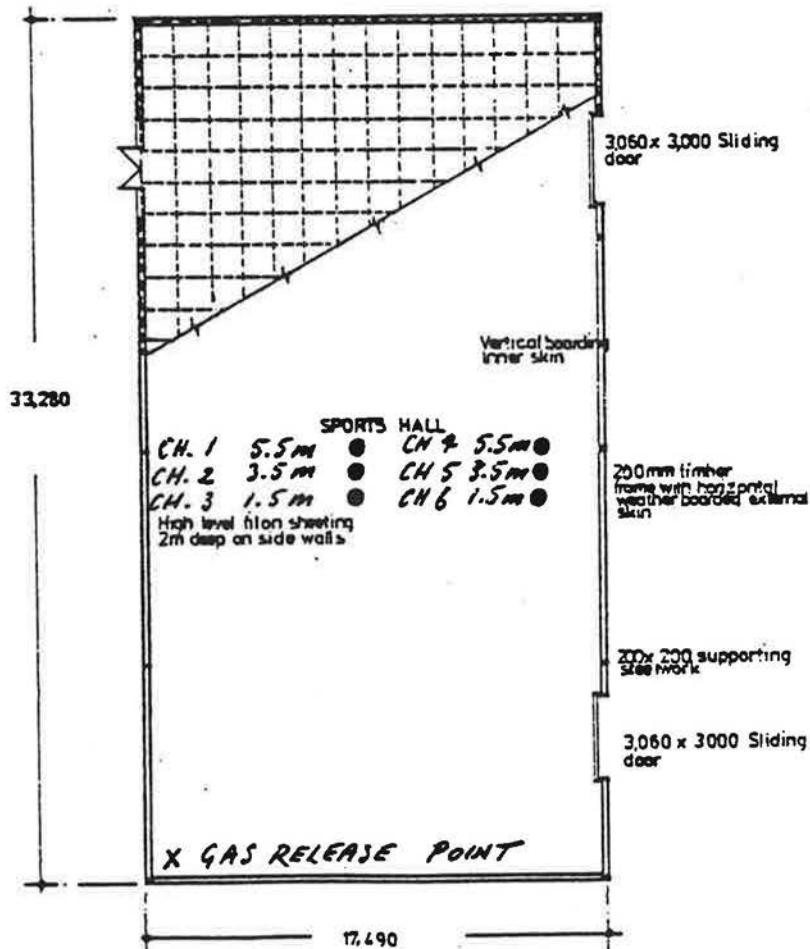 3,060 x 3,000 Sliding
door
Vertical boarding
inner skin
33,280
SPORTS HALL
CH. 1 5.5m CH 4 5.5m
CH. 2 3.5m CH 5 3.5m
CH. 3 1.5m CH 6 1.5m
High level filon sheeting
2m deep on side walls
200mm timber
frame with horizontal
weather boarded external
skin
200x 200 supporting
steelwork
3,060 x 3000 Sliding
door
X GAS RELEASE POINT
17,490